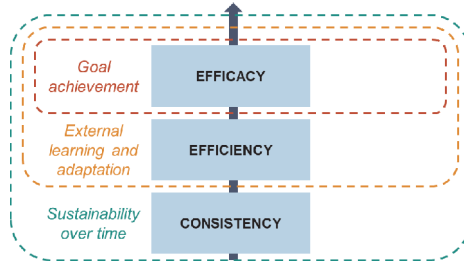 Goal
achievement
EFFICACY
External
learning and
adaptation
EFFICIENCY
Sustainability
over time
CONSISTENCY